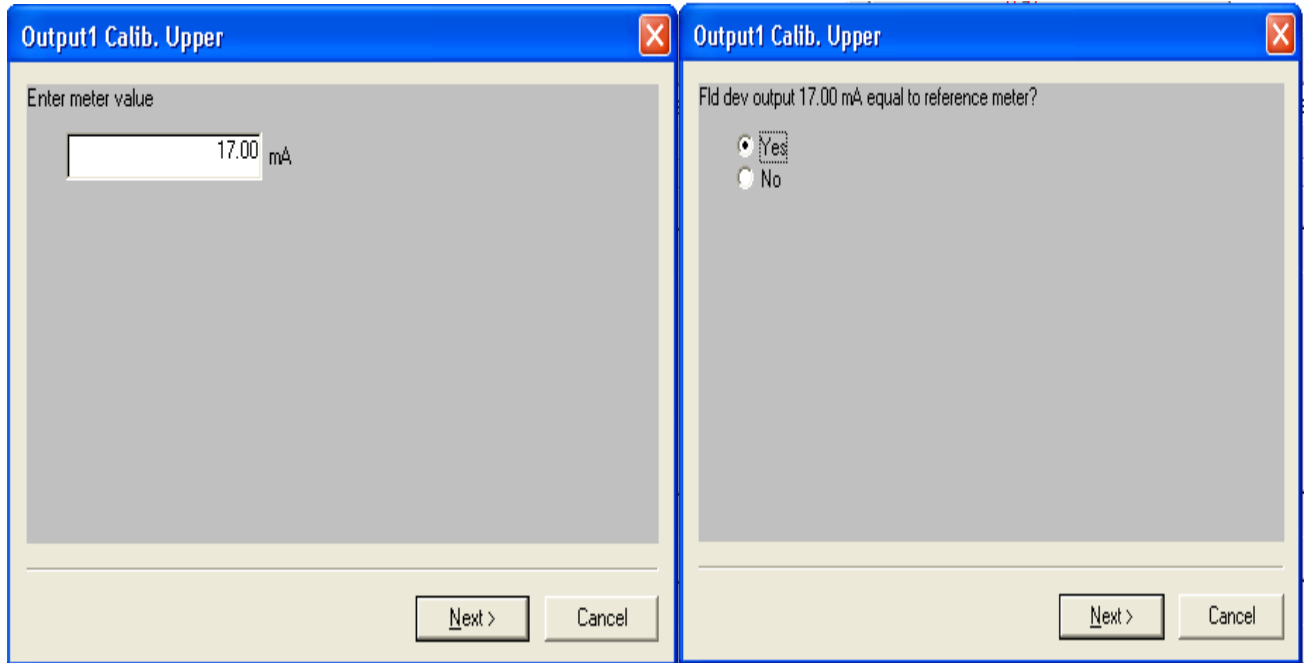 Output1 Calib. Upper
Enter meter value
17.00 mA
Next >
Cancel
Output1 Calib. Upper
Fld dev output 17.00 mA equal to reference meter?
Yes
No
Next >
Cancel